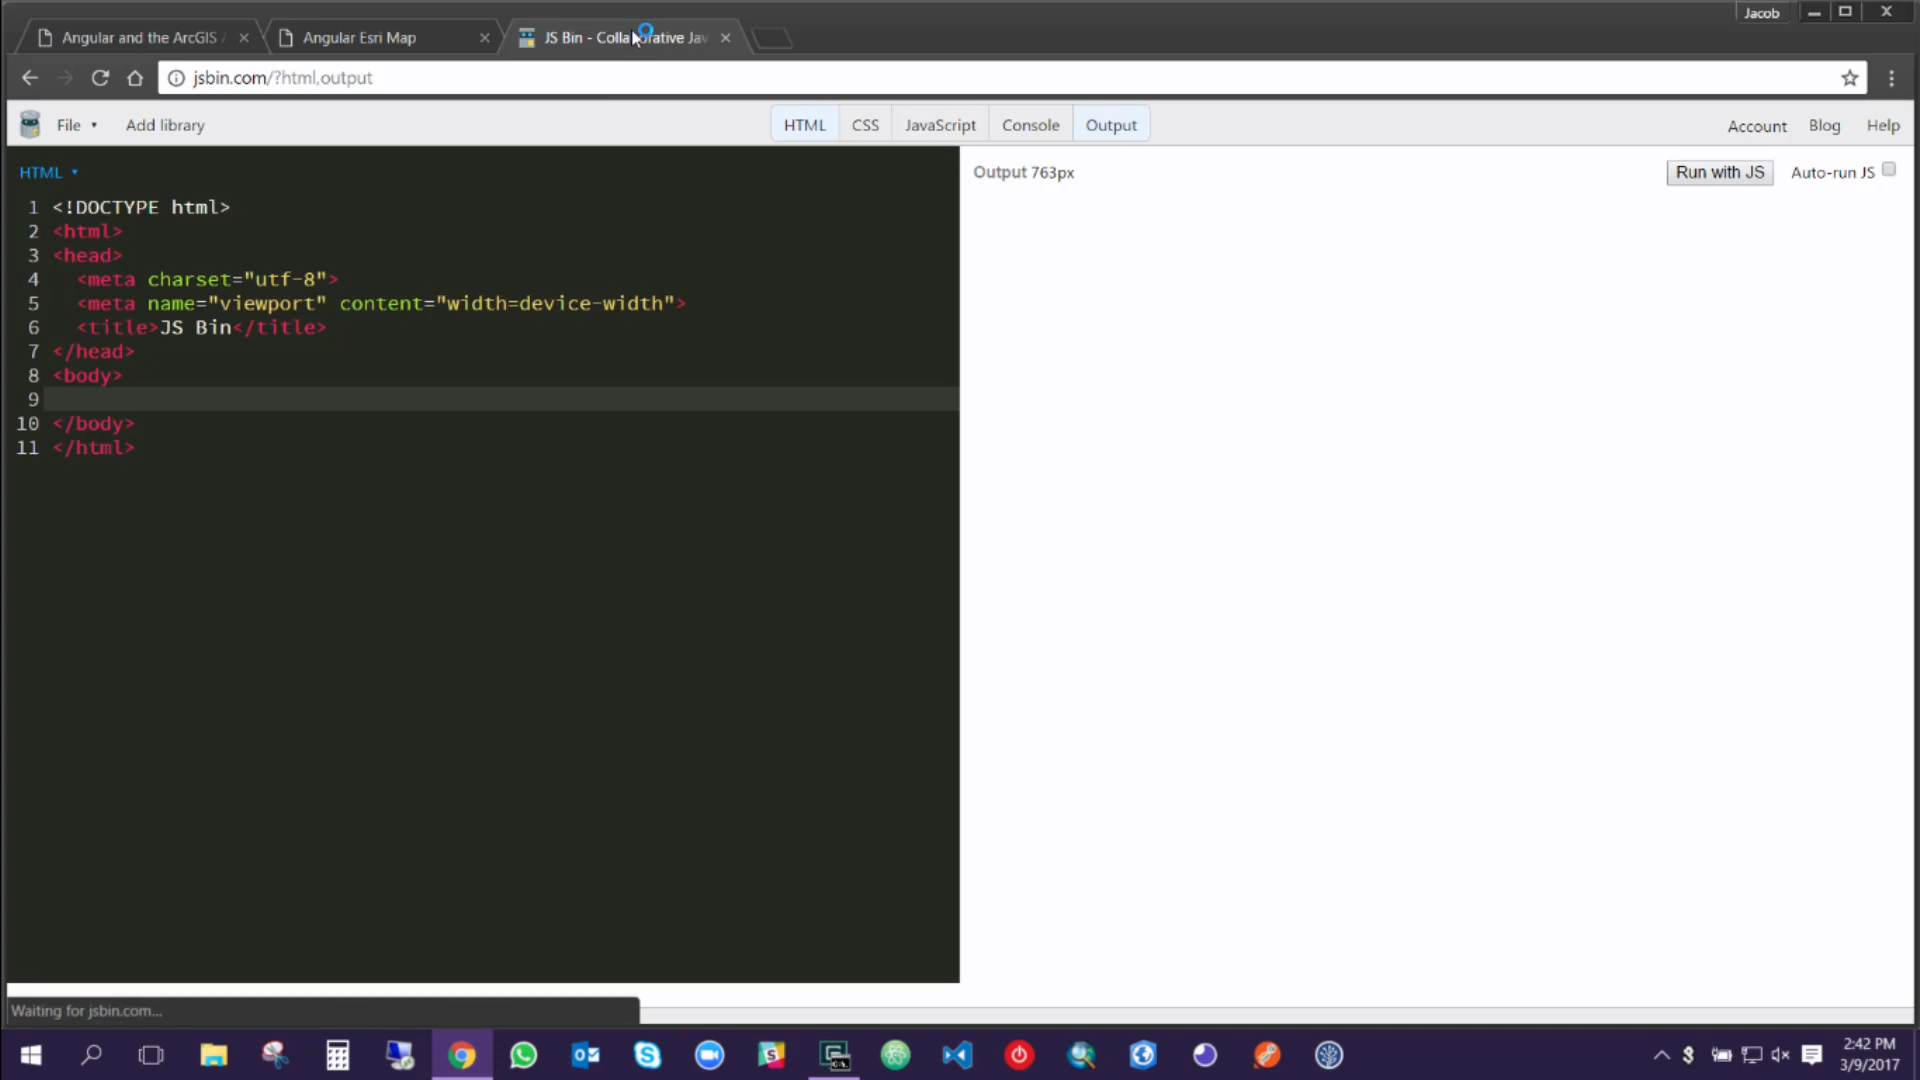 Jacob
Angular and the ArcGIS
Angular Esri Map
JS Bin - Collaborative Jav
jsbin.com/?html,output
File
Add library
HTML
CSS
JavaScript
Console
Output
Account
Blog
Help
HTML
Output 763px
Run with JS
Auto-run JS
1 <!DOCTYPE html>
2 <html>
3 <head>
4 <meta charset="utf-8">
5 <meta name="viewport" content="width=device-width">
6 <title>JS Bin</title>
7 </head>
8 <body>
9
10 </body>
11 </html>
Waiting for jsbin.com...
2:42 PM
3/9/2017